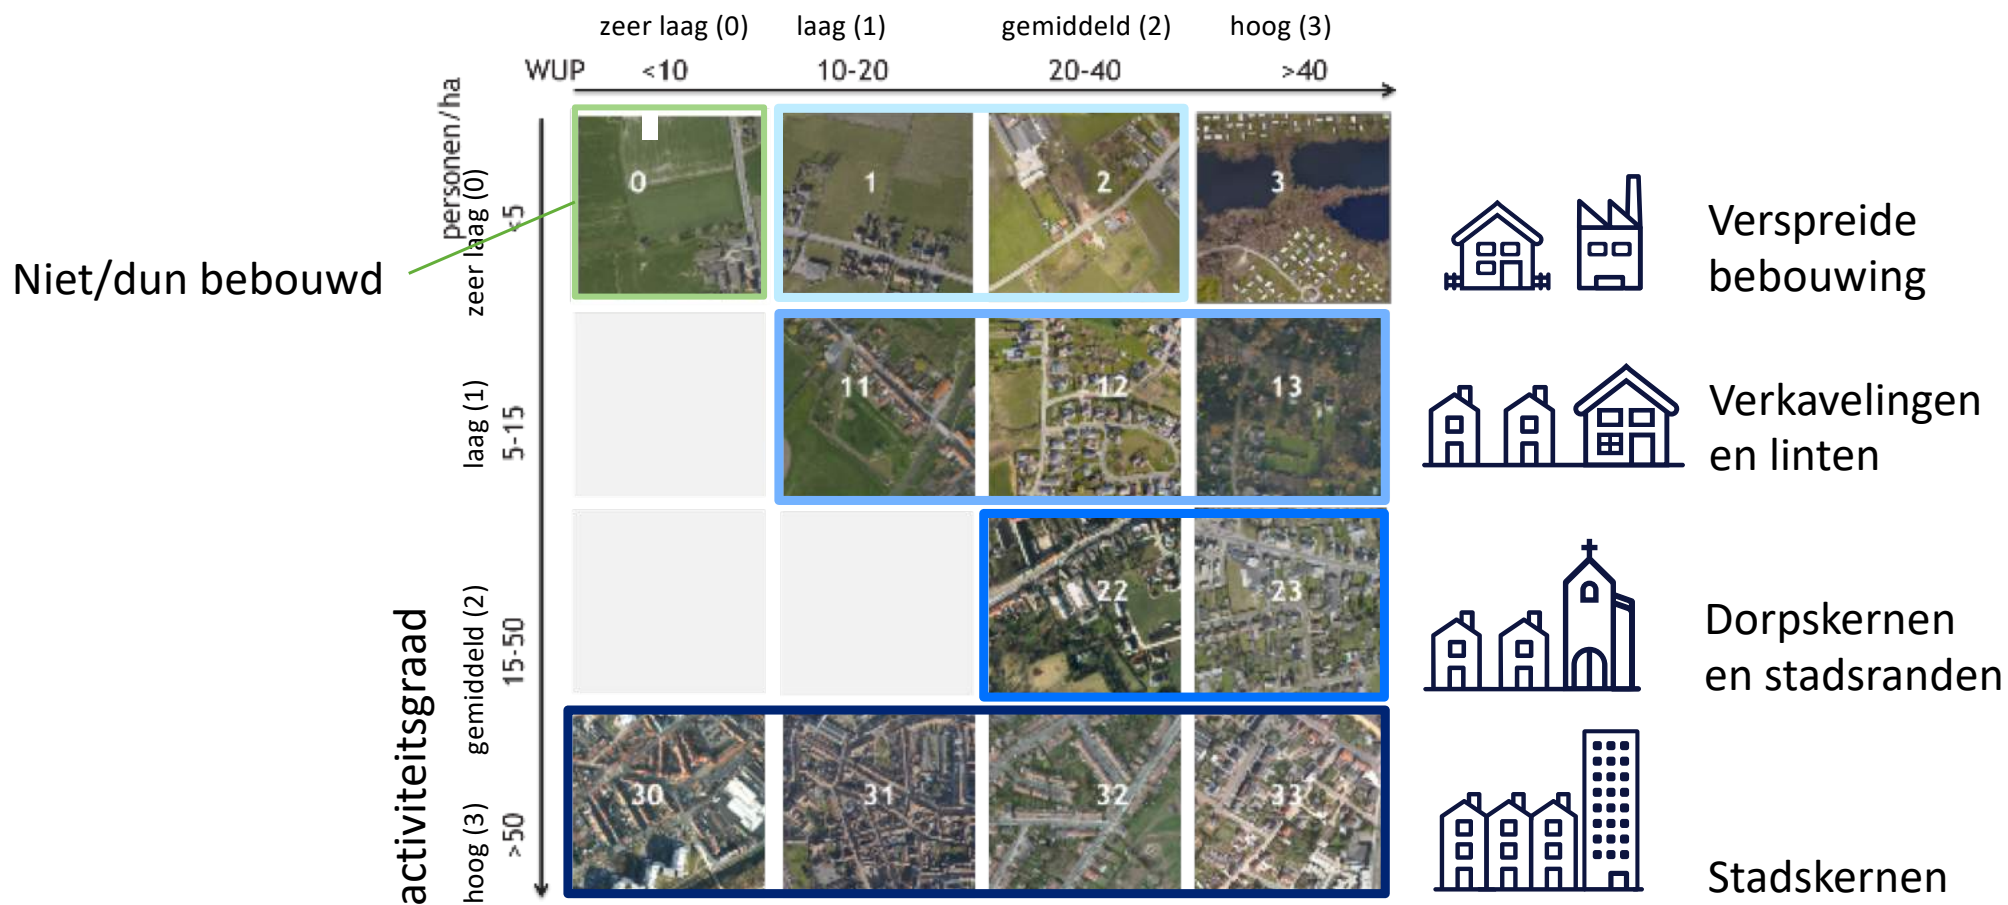 zeer laag (0) laag (1) gemiddeld (2) hoog (3)
WUP <10 10-20 20-40 >40
personen/ha
zeer laag (0)
<5
0 1 2 3
Verspreide
bebouwing
Niet/dun bebouwd
laag (1)
5-15
11 12 13
Verkavelingen
en linten
activiteitsgraad
gemiddeld (2)
15-50
22 23
Dorpskernen
en stadsranden
hoog (3)
>50
30 31 32 33
Stadskernen